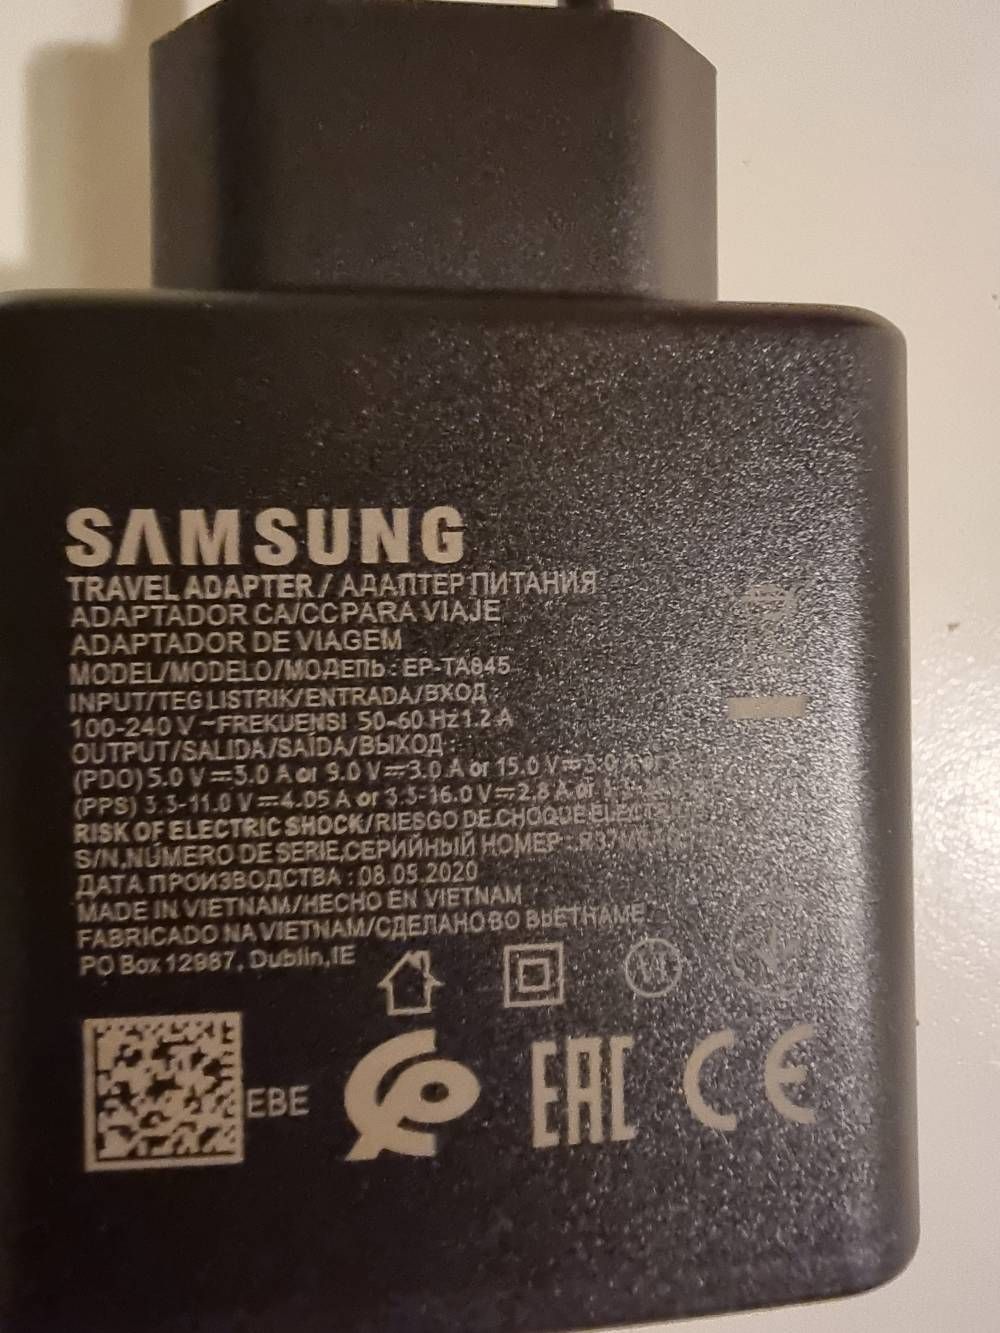 SAMSUNG
TRAVEL ADAPTER / АДАПТЕР ПИТАНИЯ
ADAPTADOR CA/CC PARA VIAJE
ADAPTADOR DE VIAGEM
MODEL/MODELO/МОДЕЛЬ : EP-TA845
INPUT/TEG LISTRIK/ENTRADA/ВХОД :
100-240 V ~ FREKUENSI 50-60 Hz 1.2 A
OUTPUT/SALIDA/SAÍDA/ВЫХОД :
(PDO) 5.0 V ⎓ 3.0 A or 9.0 V ⎓ 3.0 A or 15.0 V ⎓ 3.0 A or
(PPS) 3.3-11.0 V ⎓ 4.05 A or 3.3-16.0 V ⎓ 2.8 A or
RISK OF ELECTRIC SHOCK/RIESGO DE CHOQUE
S/N,NÚMERO DE SERIE,СЕРИЙНЫЙ НОМЕР :
ДАТА ПРОИЗВОДСТВА : 08.05.2020
MADE IN VIETNAM/HECHO EN VIETNAM
FABRICADO NA VIETNAM/СДЕЛАНО ВО ВЬЕТНАМЕ
PO Box 12987, Dublin,IE
VI
EBE
EAC CE